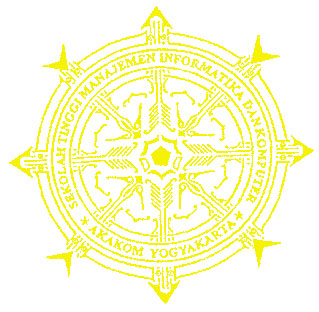 SEKOLAH TINGGI MANAJEMEN INFORMATIKA DAN KOMPUTER
* AKAKOM YOGYAKARTA *